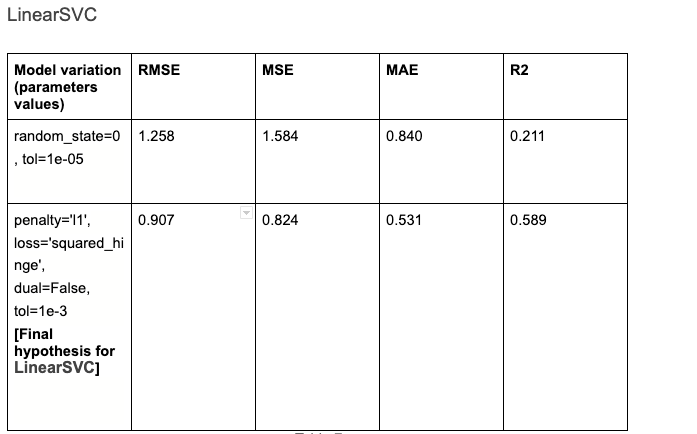 LinearSVC
Model variation RMSE MSE MAE R2
(parameters
values)
random_state=0 1.258 1.584 0.840 0.211
, tol=1e-05
penalty='l1', 0.907 0.824 0.531 0.589
loss='squared_hi
nge',
dual=False,
tol=1e-3
[Final
hypothesis for
LinearSVC]